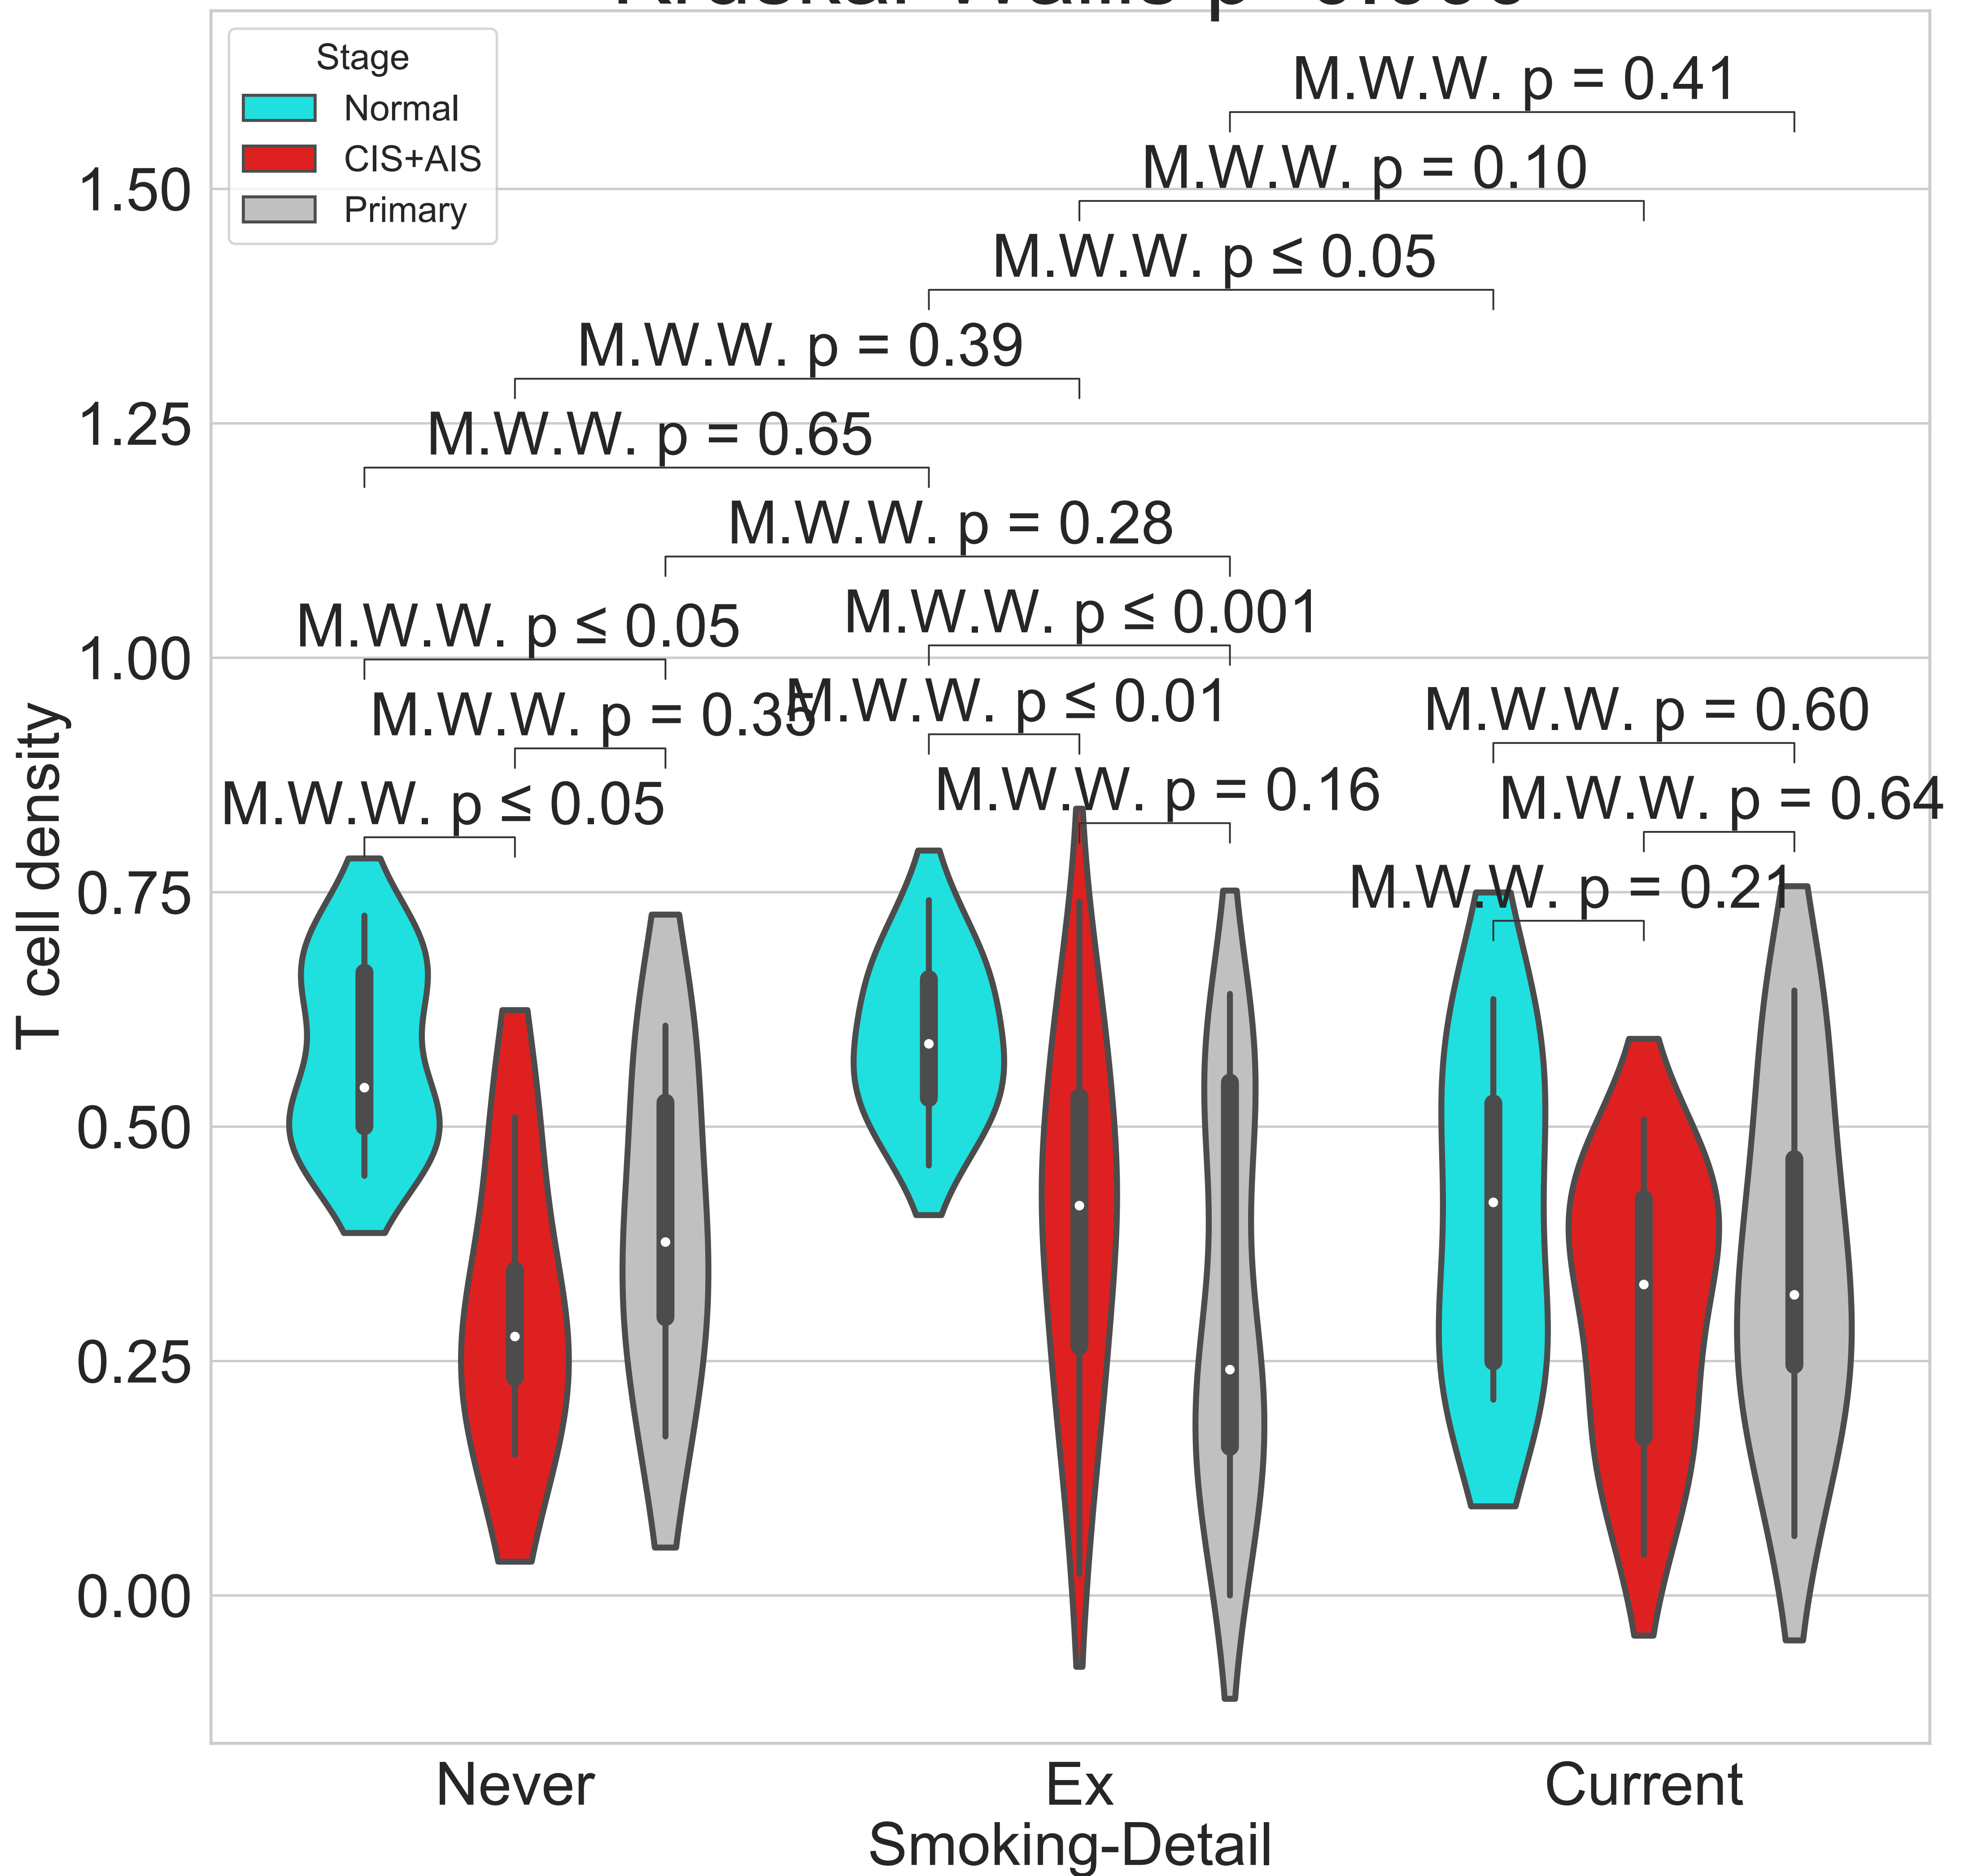 Stage
Normal
CIS+AIS
Primary
M.W.W. p = 0.41
M.W.W. p = 0.10
M.W.W. p ≤ 0.05
M.W.W. p = 0.39
M.W.W. p = 0.65
M.W.W. p = 0.28
M.W.W. p ≤ 0.05
M.W.W. p ≤ 0.001
M.W.W. p = 0.35
M.W.W. p ≤ 0.01
M.W.W. p = 0.60
M.W.W. p ≤ 0.05
M.W.W. p = 0.16
M.W.W. p = 0.64
M.W.W. p = 0.21
1.50
1.25
1.00
0.75
0.50
0.25
0.00
T cell density
Never
Ex
Current
Smoking-Detail